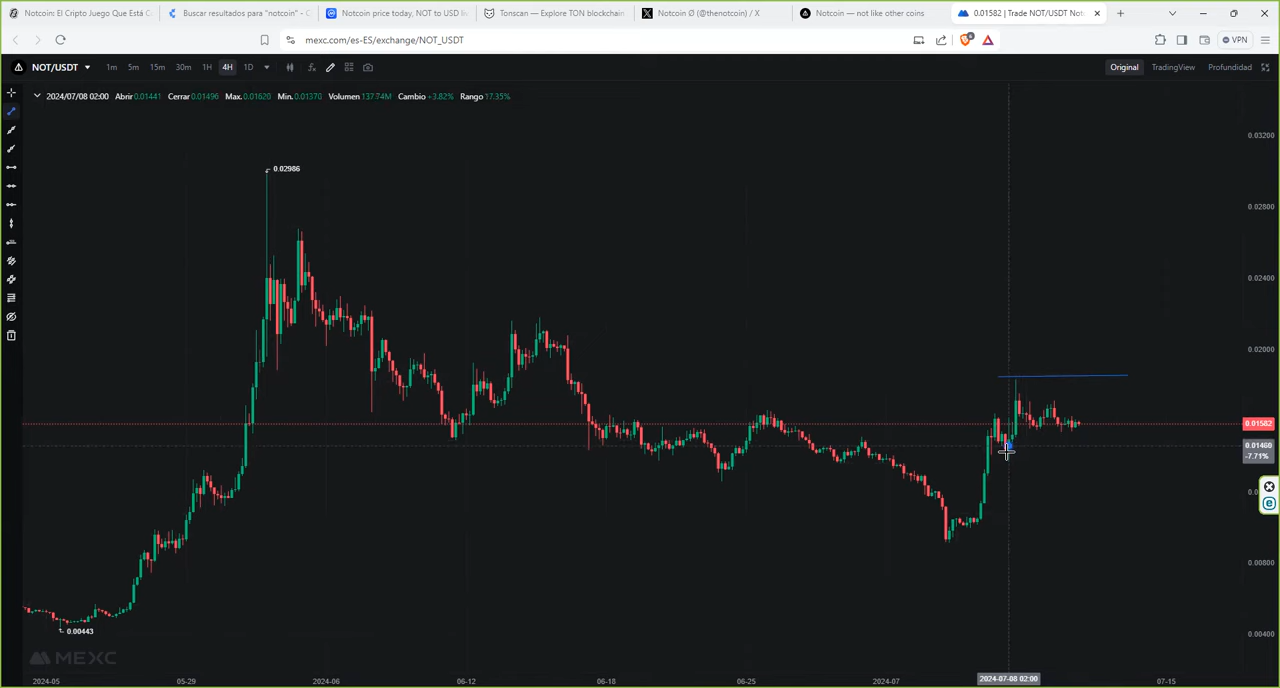 Notcoin: El Cripto Juego Que Está C
Buscar resultados para "notcoin" - C
Notcoin price today, NOT to USD li
Tonscan — Explore TON blockchain
Notcoin Ø (@thenotcoin) / X
Notcoin — not like other coins
0.01582 | Trade NOT/USDT Not
mexc.com/es-ES/exchange/NOT_USDT
VPN
NOT/USDT
1m 5m 15m 30m 1H 4H 1D
Original TradingView Profundidad
2024/07/08 02:00 Abrir 0.01441 Cerrar 0.01496 Max. 0.01620 Min. 0.01370 Volumen 137.74M Cambio +3.82% Rango 17.35%
0.03200
0.02986
0.02800
0.02400
0.02000
0.01582
0.01460
-7.71%
0.00800
0.00443
0.00400
MEXC
2024-05 05-29 2024-06 06-12 06-18 06-25 2024-07 2024-07-08 02:00 07-15